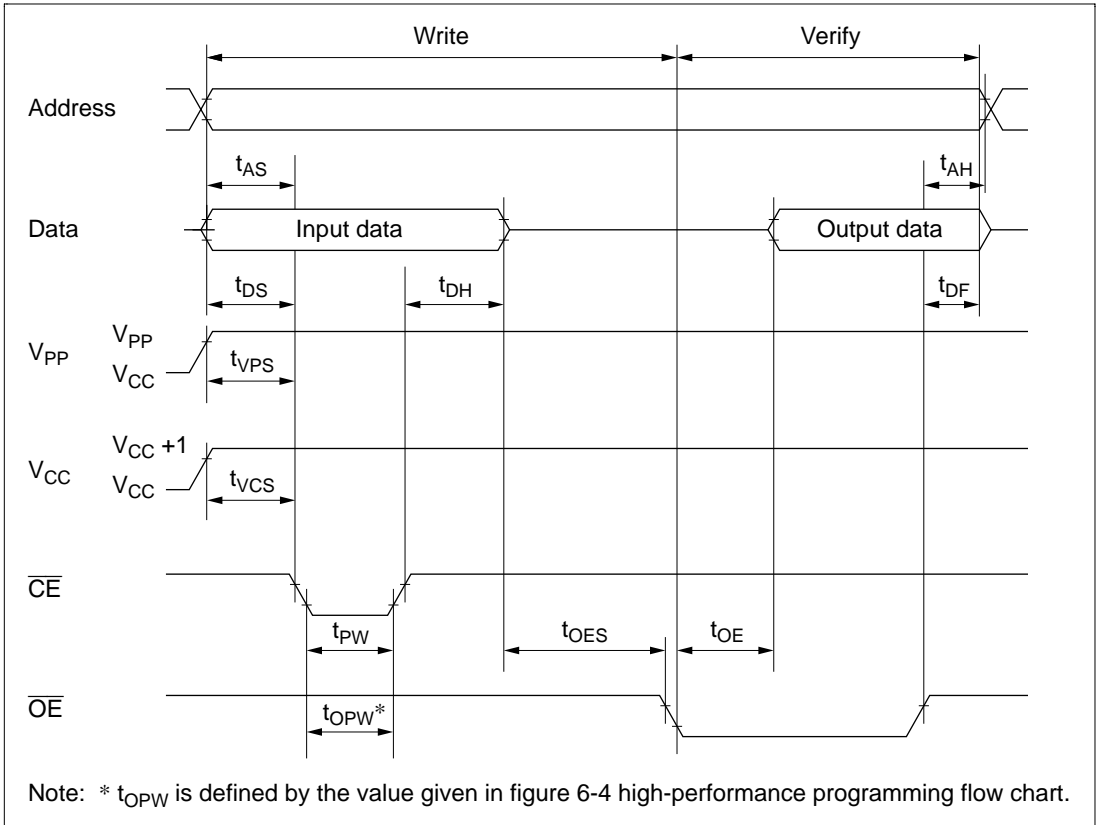 Write Verify
Address
tAS tAH
Data Input data Output data
tDS tDH tDF
VPP
VPP
VCC
tVPS
VCC +1
VCC
VCC
tVCS
C̅E̅
tPW tOES tOE
O̅E̅
tOPW*
Note: * tOPW is defined by the value given in figure 6-4 high-performance programming flow chart.